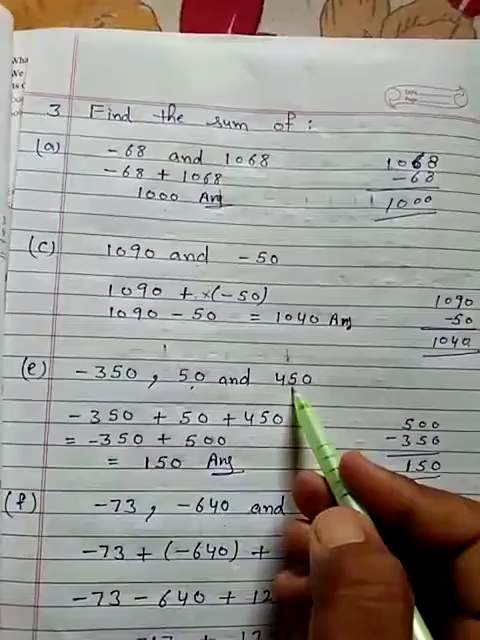 3 Find the sum of :
(a) -68 and 1068
-68 + 1068
1000 Ans
1068
-68
1000
(c) 1090 and -50
1090 + (-50)
1090 - 50 = 1040 Ans
1090
-50
1040
(e) -350, 50 and 450
-350 + 50 + 450
= -350 + 500
= 150 Ans
500
-350
150
(f) -73, -640 and
-73 + (-640) +
-73 - 640 + 12